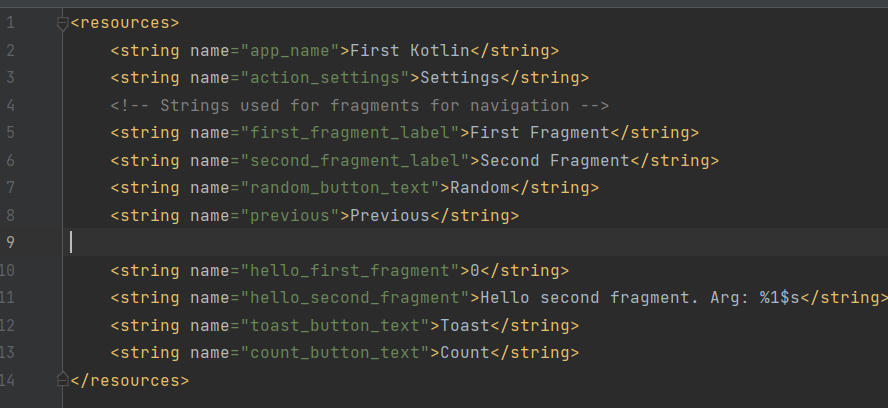 1 <resources>
2     <string name="app_name">First Kotlin</string>
3     <string name="action_settings">Settings</string>
4     <!-- Strings used for fragments for navigation -->
5     <string name="first_fragment_label">First Fragment</string>
6     <string name="second_fragment_label">Second Fragment</string>
7     <string name="random_button_text">Random</string>
8     <string name="previous">Previous</string>
9
10     <string name="hello_first_fragment">0</string>
11     <string name="hello_second_fragment">Hello second fragment. Arg: %1$s</string>
12     <string name="toast_button_text">Toast</string>
13     <string name="count_button_text">Count</string>
14 </resources>